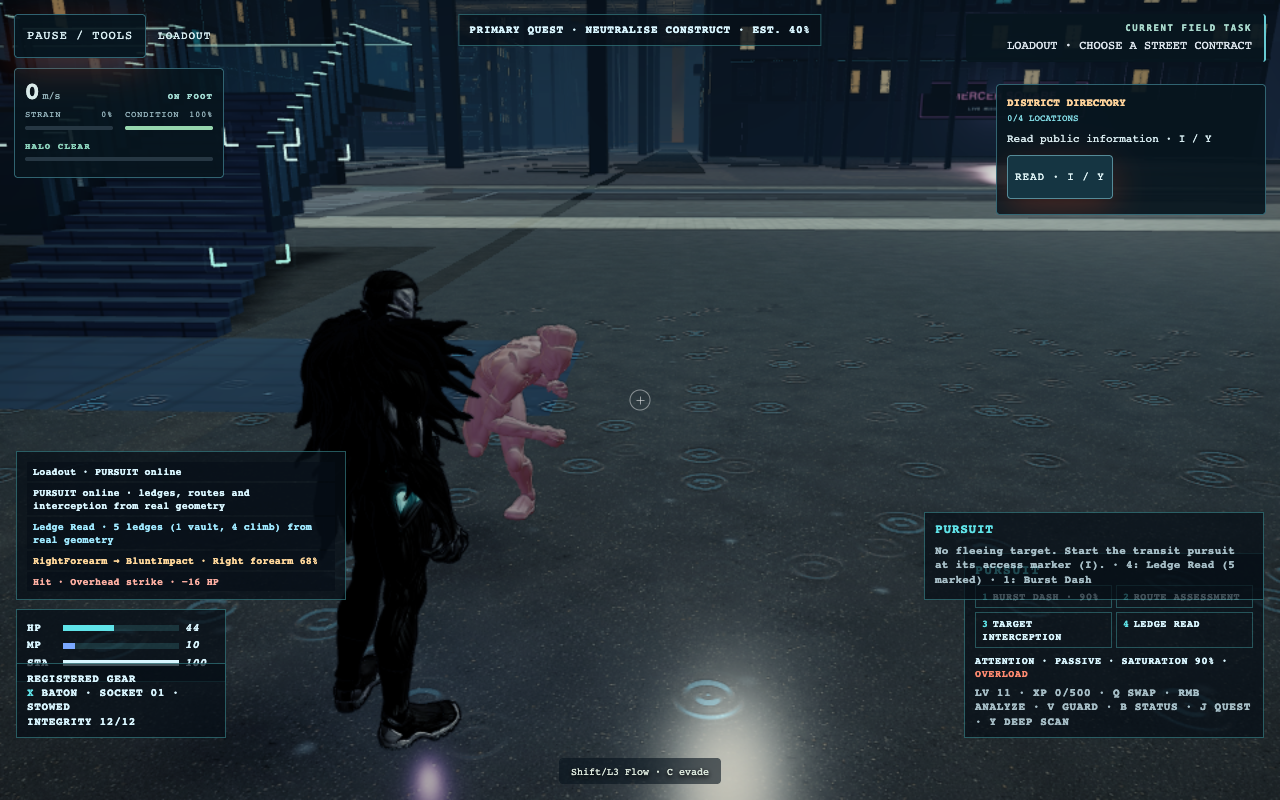 PAUSE / TOOLS
LOADOUT
PRIMARY QUEST · NEUTRALISE CONSTRUCT · EST. 40%
CURRENT FIELD TASK
LOADOUT · CHOOSE A STREET CONTRACT
0 m/s
ON FOOT
STRAIN 0%
CONDITION 100%
HALO CLEAR
DISTRICT DIRECTORY
0/4 LOCATIONS
Read public information · I / Y
READ · I / Y
Loadout · PURSUIT online
PURSUIT online · ledges, routes and
interception from real geometry
Ledge Read · 5 ledges (1 vault, 4 climb) from
real geometry
RightForearm → BluntImpact · Right forearm 68%
Hit · Overhead strike · −16 HP
HP 44
MP 10
STA 100
REGISTERED GEAR
X BATON · SOCKET 01 ·
STOWED
INTEGRITY 12/12
PURSUIT
No fleeing target. Start the transit pursuit
at its access marker (I). · 4: Ledge Read (5
marked) · 1: Burst Dash
PURSUIT
1 BURST DASH · 90%
2 ROUTE ASSESSMENT
3 TARGET
INTERCEPTION
4 LEDGE READ
ATTENTION · PASSIVE · SATURATION 90% ·
OVERLOAD
LV 11 · XP 0/500 · Q SWAP · RMB
ANALYZE · V GUARD · B STATUS · J QUEST
· Y DEEP SCAN
Shift/L3 Flow · C evade